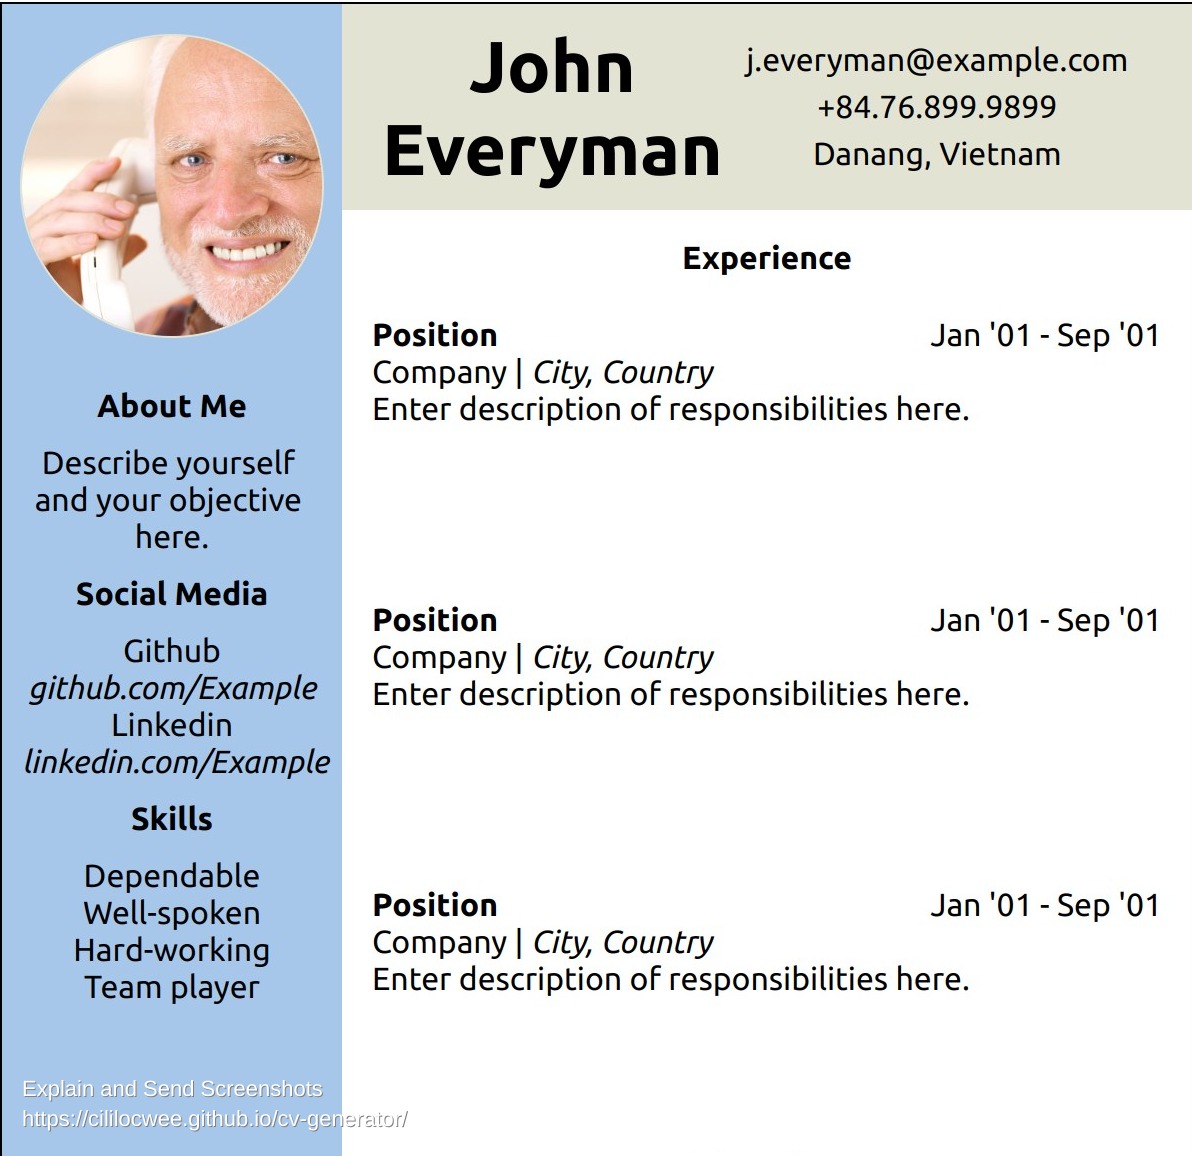 John
Everyman
j.everyman@example.com
+84.76.899.9899
Danang, Vietnam
About Me
Describe yourself
and your objective
here.
Social Media
Github
github.com/Example
Linkedin
linkedin.com/Example
Skills
Dependable
Well-spoken
Hard-working
Team player
Experience
Position Jan '01 - Sep '01
Company | City, Country
Enter description of responsibilities here.
Position Jan '01 - Sep '01
Company | City, Country
Enter description of responsibilities here.
Position Jan '01 - Sep '01
Company | City, Country
Enter description of responsibilities here.
Explain and Send Screenshots
https://cililocwee.github.io/cv-generator/